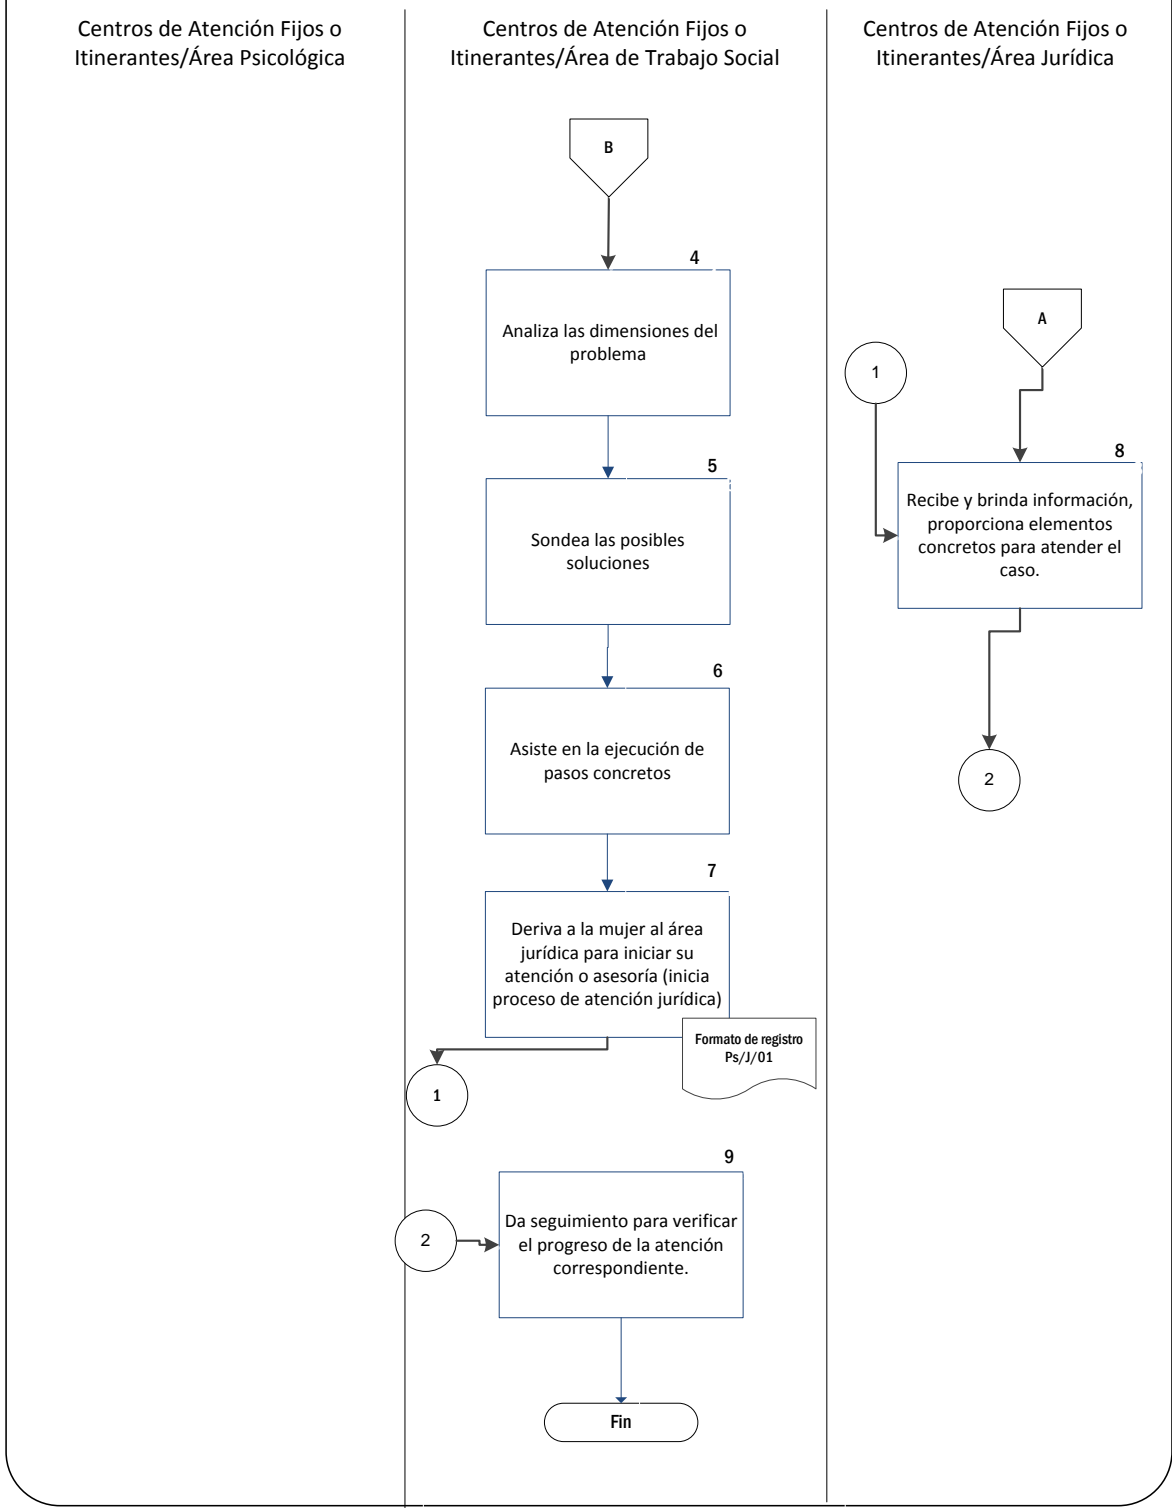 Centros de Atención Fijos o
Itinerantes/Área Psicológica
Centros de Atención Fijos o
Itinerantes/Área de Trabajo Social
Centros de Atención Fijos o
Itinerantes/Área Jurídica
B
4
Analiza las dimensiones del
problema
5
Sondea las posibles
soluciones
6
Asiste en la ejecución de
pasos concretos
7
Deriva a la mujer al área
jurídica para iniciar su
atención o asesoría (inicia
proceso de atención jurídica)
Formato de registro
Ps/J/01
1
9
2
Da seguimiento para verificar
el progreso de la atención
correspondiente.
Fin
A
1
8
Recibe y brinda información,
proporciona elementos
concretos para atender el
caso.
2